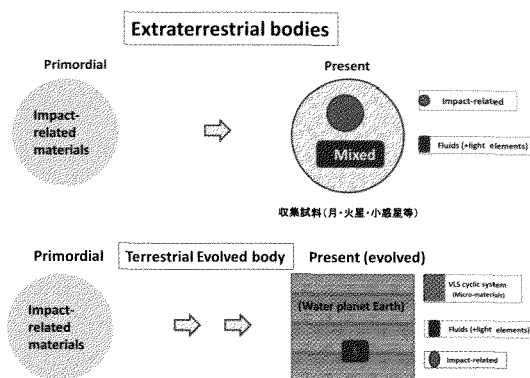 Extraterrestrial bodies
Primordial
Present
Impact-
related
materials
Mixed
Impact-related
Fluids (+light elements)
収集試料(月・火星・小惑星等)
Primordial
Terrestrial Evolved body
Present (evolved)
Impact-
related
materials
(Water planet Earth)
VLS cyclic system
(Micro-materials)
Fluids (+light elements)
Impact-related